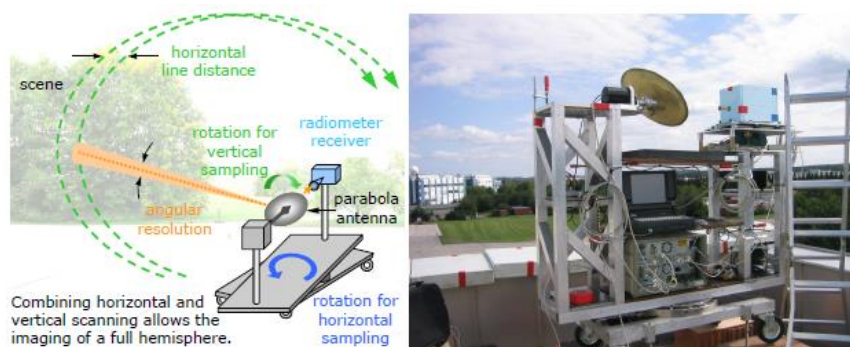 horizontal
line distance
scene
rotation for
vertical
sampling
radiometer
receiver
angular
resolution
parabola
antenna
Combining horizontal and
vertical scanning allows the
imaging of a full hemisphere.
rotation for
horizontal
sampling